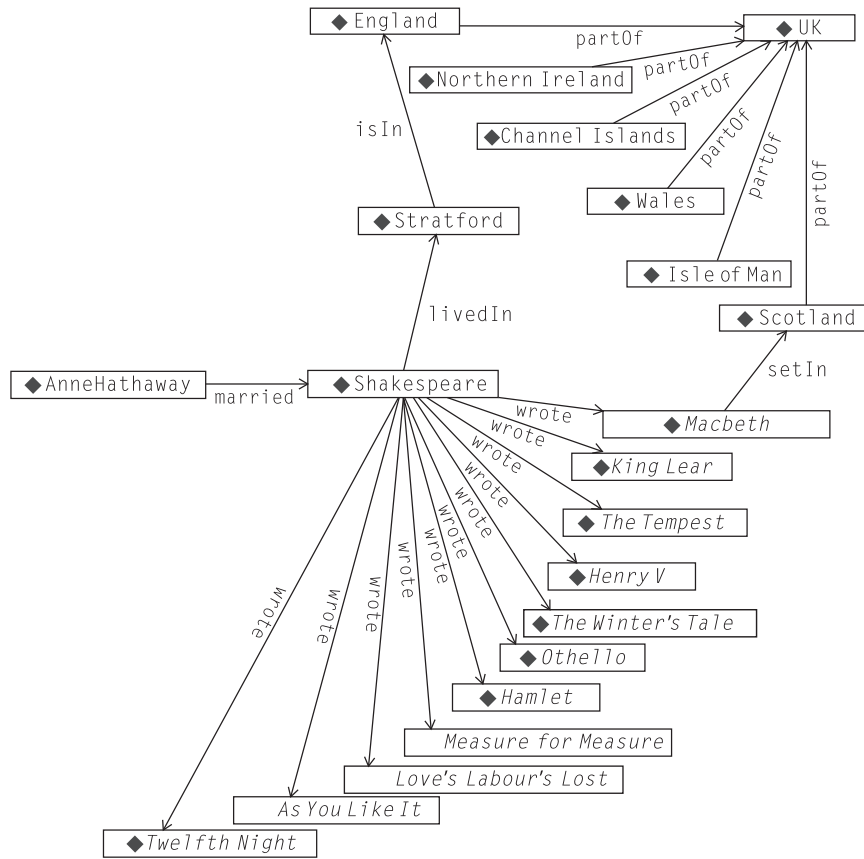 England
UK
partOf
Northern Ireland
partOf
Channel Islands
partOf
isIn
partOf
Wales
partOf
partOf
Stratford
Isle of Man
livedIn
Scotland
setIn
AnneHathaway
married
Shakespeare
wrote
Macbeth
wrote
King Lear
wrote
The Tempest
wrote
Henry V
wrote
The Winter's Tale
wrote
Othello
wrote
Hamlet
wrote
Measure for Measure
wrote
Love's Labour's Lost
wrote
As You Like It
wrote
Twelfth Night